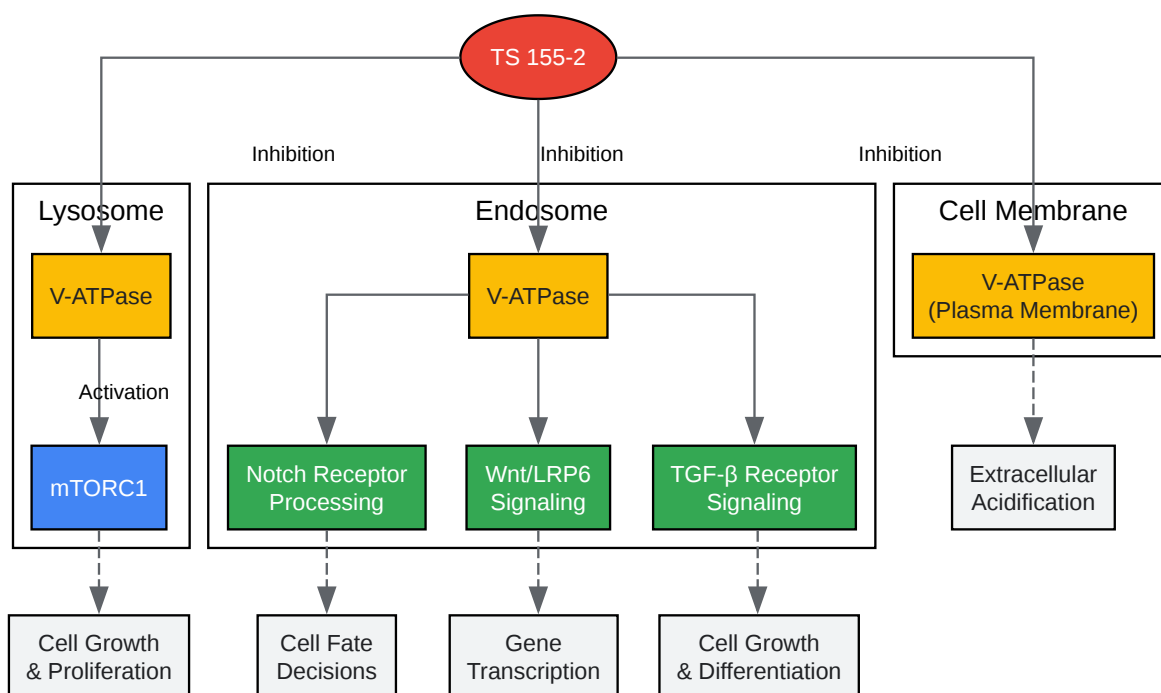 TS 155-2
Inhibition
Inhibition
Inhibition
Lysosome
Endosome
Cell Membrane
V-ATPase
V-ATPase
V-ATPase
(Plasma Membrane)
Activation
mTORC1
Notch Receptor
Processing
Wnt/LRP6
Signaling
TGF-β Receptor
Signaling
Extracellular
Acidification
Cell Growth
& Proliferation
Cell Fate
Decisions
Gene
Transcription
Cell Growth
& Differentiation